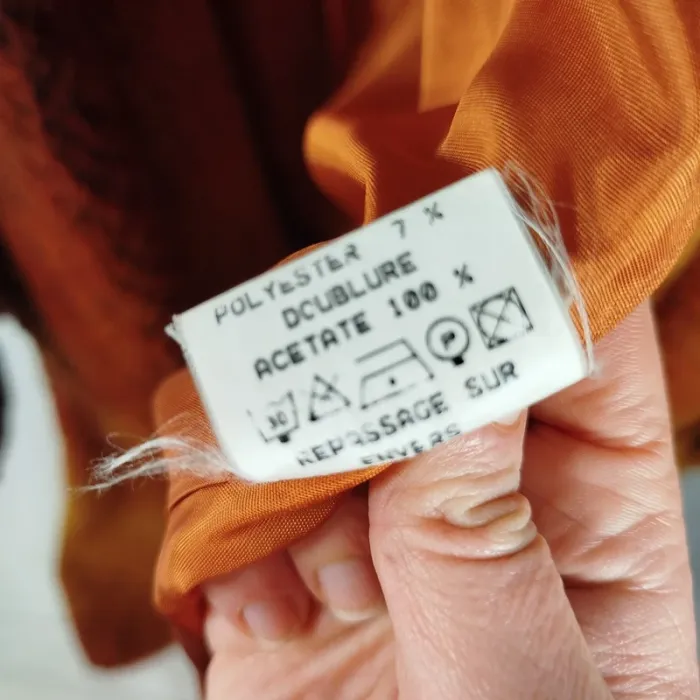 POLYESTER 7 %
DOUBLURE
ACETATE 100 %
30 P
REPASSAGE SUR
ENVERS